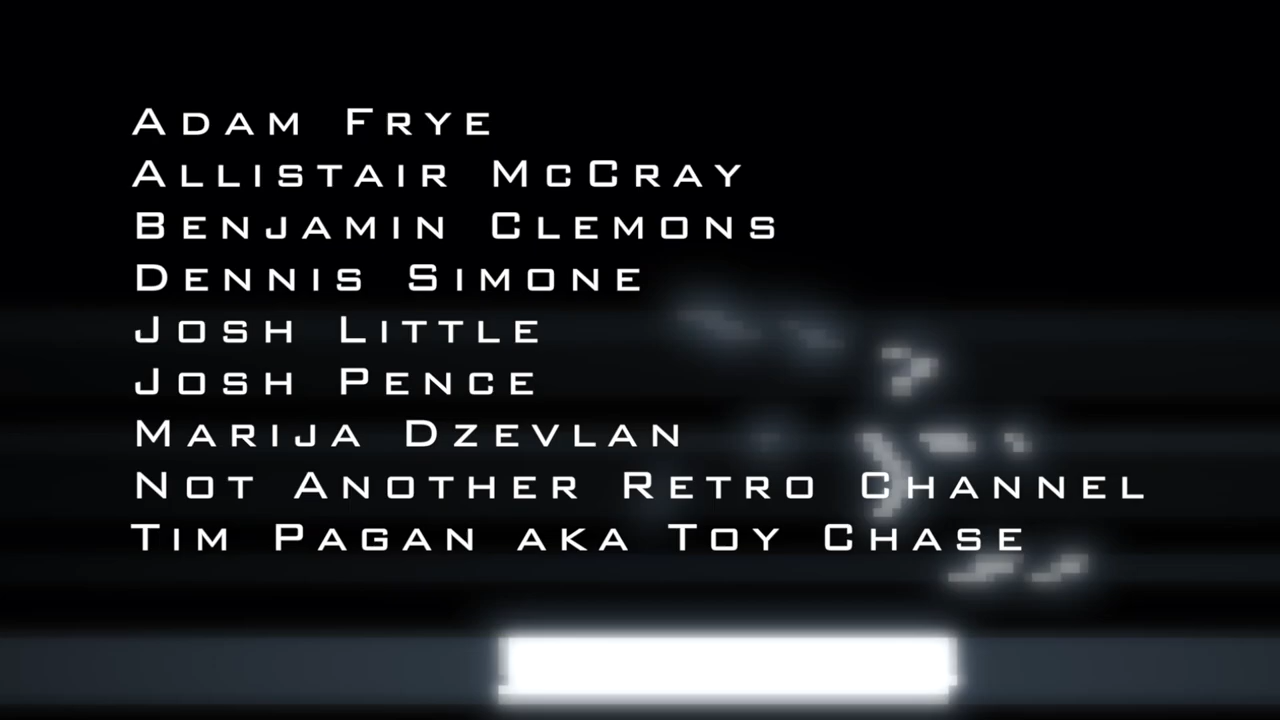 Adam Frye
Allistair McCray
Benjamin Clemons
Dennis Simone
Josh Little
Josh Pence
Marija Dzevlan
Not Another Retro Channel
Tim Pagan aka Toy Chase